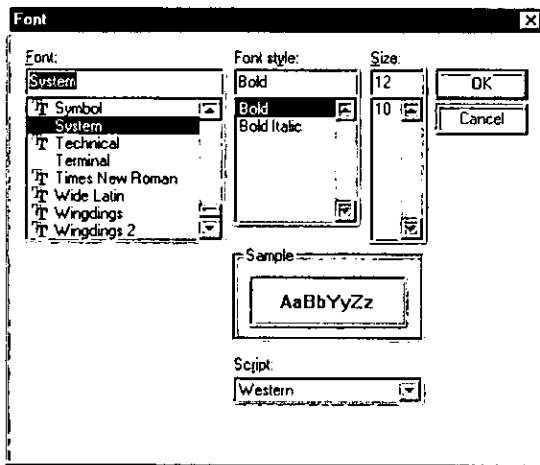 Font
Font:
System
Symbol
System
Technical
Terminal
Times New Roman
Wide Latin
Wingdings
Wingdings 2
Font style:
Bold
Bold
Bold Italic
Size:
12
10
OK
Cancel
Sample
AaBbYyZz
Script:
Western